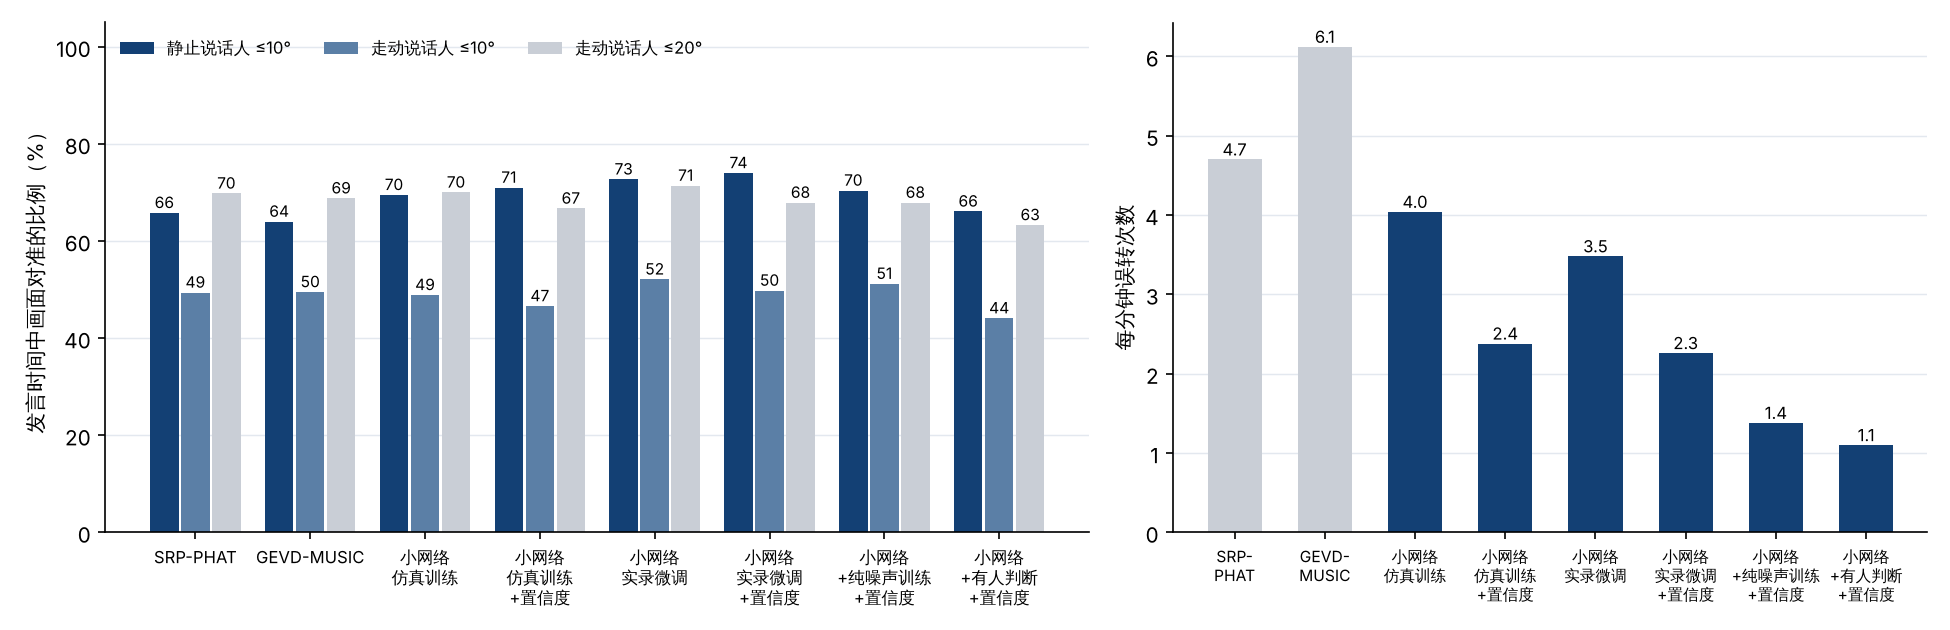 发言时间中画面对准的比例（%）
100
80
60
40
20
0
静止说话人 ≤10°
走动说话人 ≤10°
走动说话人 ≤20°
66
49
70
64
50
69
70
49
70
71
47
67
73
52
71
74
50
68
70
51
68
66
44
63
SRP-PHAT
GEVD-MUSIC
小网络
仿真训练
小网络
仿真训练
+置信度
小网络
实录微调
小网络
实录微调
+置信度
小网络
+纯噪声训练
+置信度
小网络
+有人判断
+置信度
每分钟误转次数
6
5
4
3
2
1
0
4.7
6.1
4.0
2.4
3.5
2.3
1.4
1.1
SRP-
PHAT
GEVD-
MUSIC
小网络
仿真训练
小网络
仿真训练
+置信度
小网络
实录微调
小网络
实录微调
+置信度
小网络
+纯噪声训练
+置信度
小网络
+有人判断
+置信度